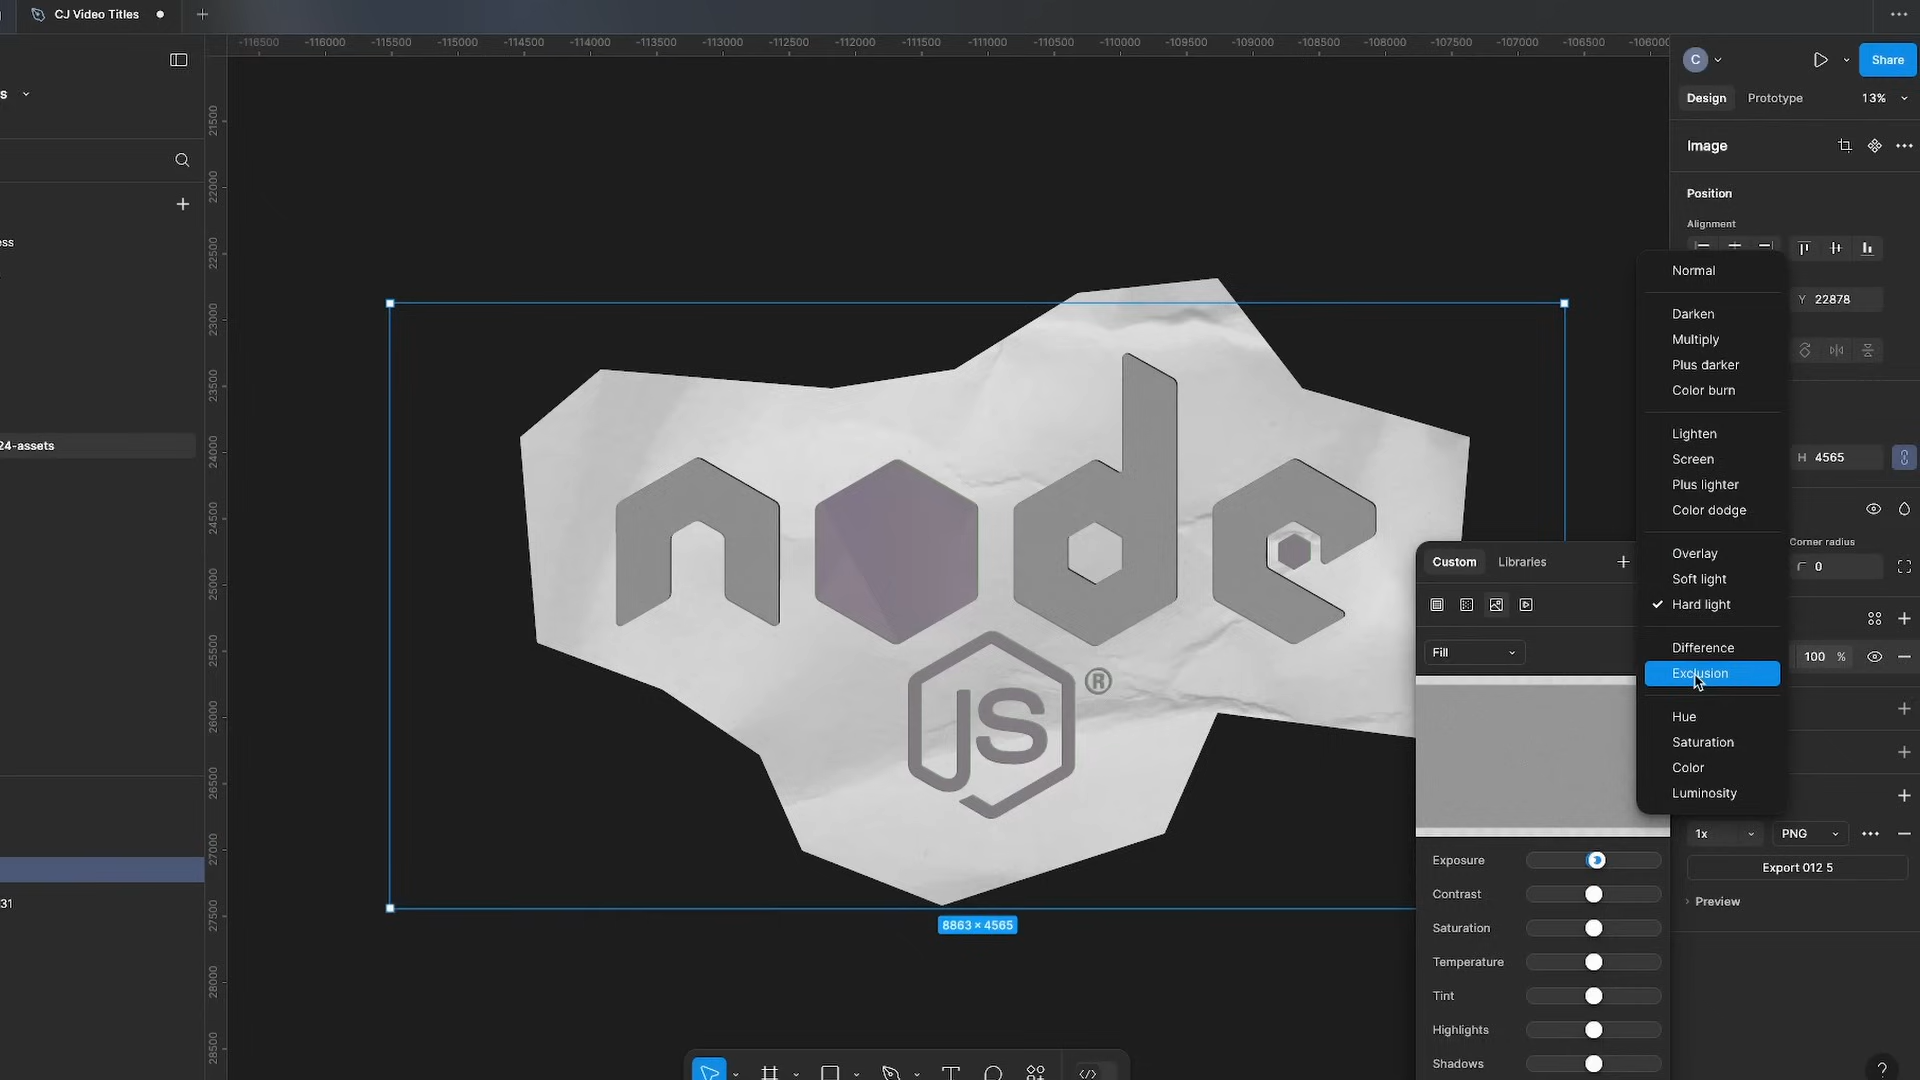 CJ Video Titles
-116500 -116000 -115500 -115000 -114500 -114000 -113500 -113000 -112500 -112000 -111500 -111000 -110500 -110000 -109500 -109000 -108500 -108000 -107500 -107000 -106500 -106000
C
Share
s
Design Prototype 13%
21500
Image
22000
Position
Alignment
ess
22500
Normal
Y 22878
23000
Darken
Multiply
Plus darker
23500
Color burn
24-assets
24000
Lighten
Screen
H 4565
Plus lighter
24500
Color dodge
Corner radius
Overlay
0
25000
Custom Libraries
Soft light
Hard light
node
JS®
25500
Fill
Difference
100 %
Exclusion
26000
Hue
Saturation
Color
26500
Luminosity
1x PNG
27000
Exposure
Export 012 5
Contrast
31
Preview
27500
8863 × 4565
Saturation
Temperature
28000
Tint
Highlights
28500
Shadows
?